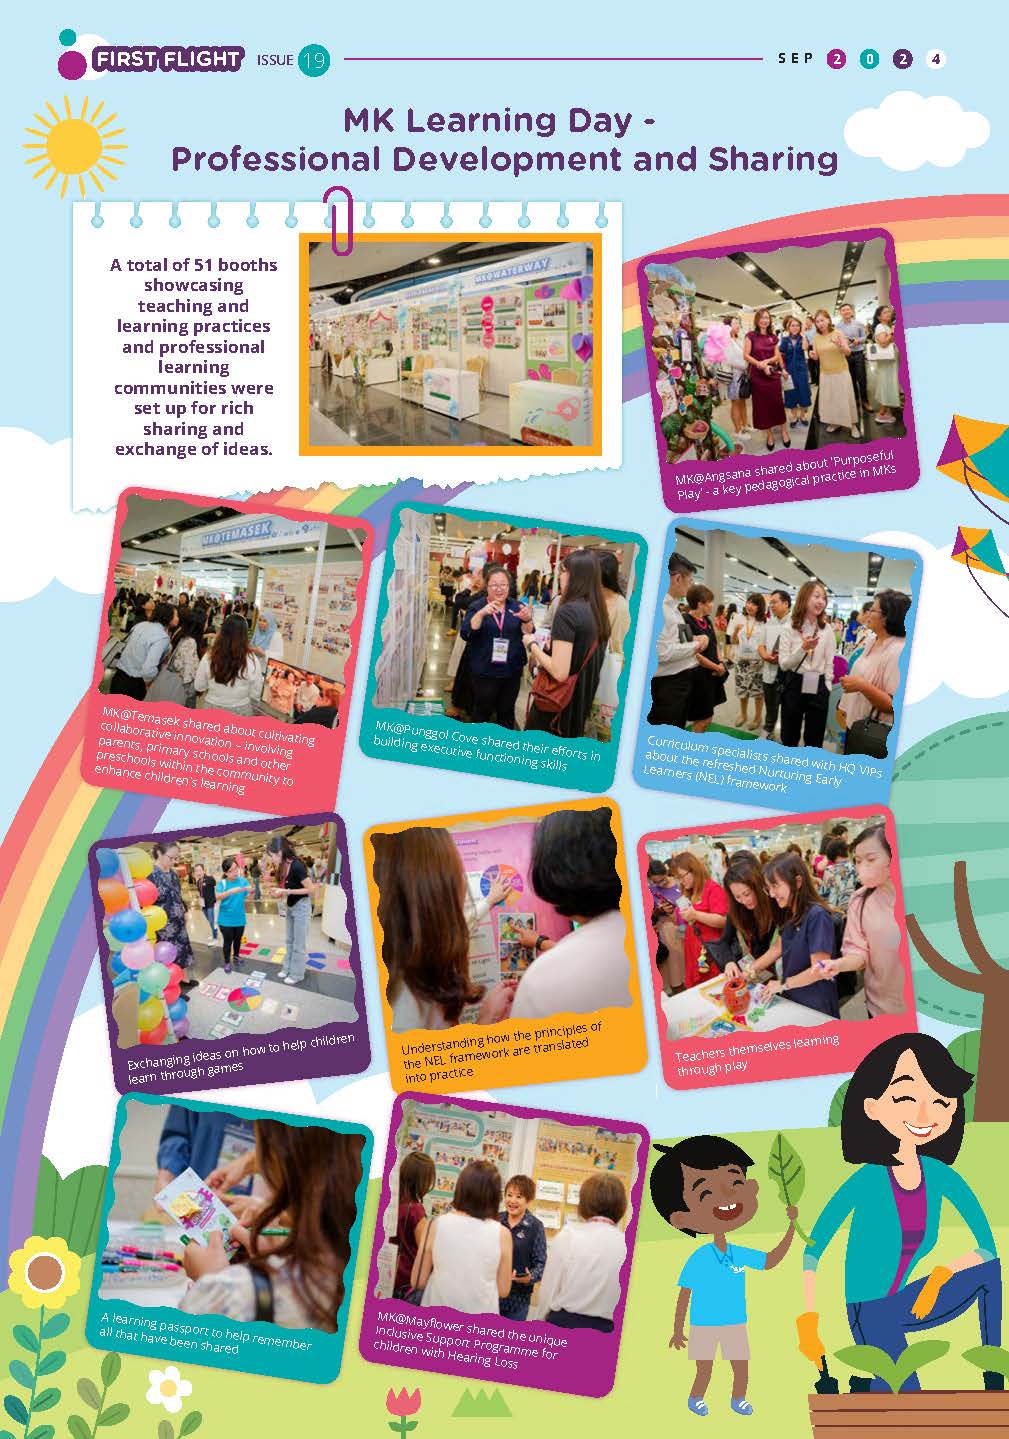 FIRST FLIGHT ISSUE 19
SEP 2024
MK Learning Day -
Professional Development and Sharing
A total of 51 booths
showcasing
teaching and
learning practices
and professional
learning
communities were
set up for rich
sharing and
exchange of ideas.
MK@WATERWAY
MK@Angsana shared about 'Purposeful
Play' - a key pedagogical practice in MKs
MK@TEMASEK
MK@Temasek shared about cultivating
collaborative innovation – involving
parents, primary schools and other
preschools within the community to
enhance children's learning
MK@Punggol Cove shared their efforts in
building executive functioning skills
Curriculum specialists shared with HQ VIPs
about the refreshed Nurturing Early
Learners (NEL) framework
Exchanging ideas on how to help children
learn through games
Understanding how the principles of
the NEL framework are translated
into practice
Teachers themselves learning
through play
A learning passport to help remember
all that have been shared
MK@Mayflower shared the unique
Inclusive Support Programme for
children with Hearing Loss